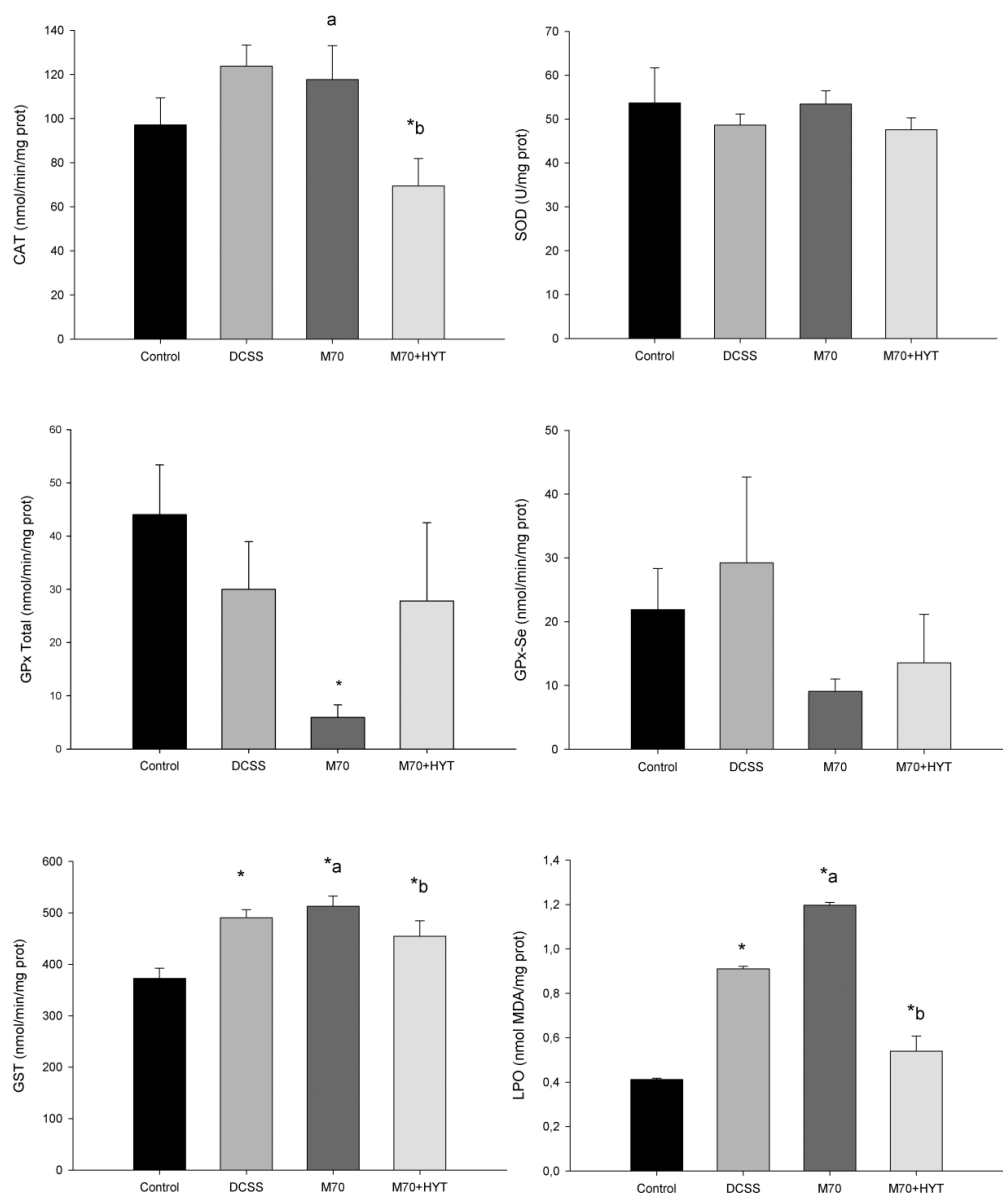 CAT (nmol/min/mg prot)
140
120
100
80
60
40
20
0
a
*b
Control DCSS M70 M70+HYT
SOD (U/mg prot)
70
60
50
40
30
20
10
0
Control DCSS M70 M70+HYT
GPx Total (nmol/min/mg prot)
60
50
40
30
20
10
0
*
Control DCSS M70 M70+HYT
GPx-Se (nmol/min/mg prot)
50
40
30
20
10
0
Control DCSS M70 M70+HYT
GST (nmol/min/mg prot)
600
500
400
300
200
100
0
*
*a
*b
Control DCSS M70 M70+HYT
LPO (nmol MDA/mg prot)
1,4
1,2
1,0
0,8
0,6
0,4
0,2
0,0
*
*a
*b
Control DCSS M70 M70+HYT